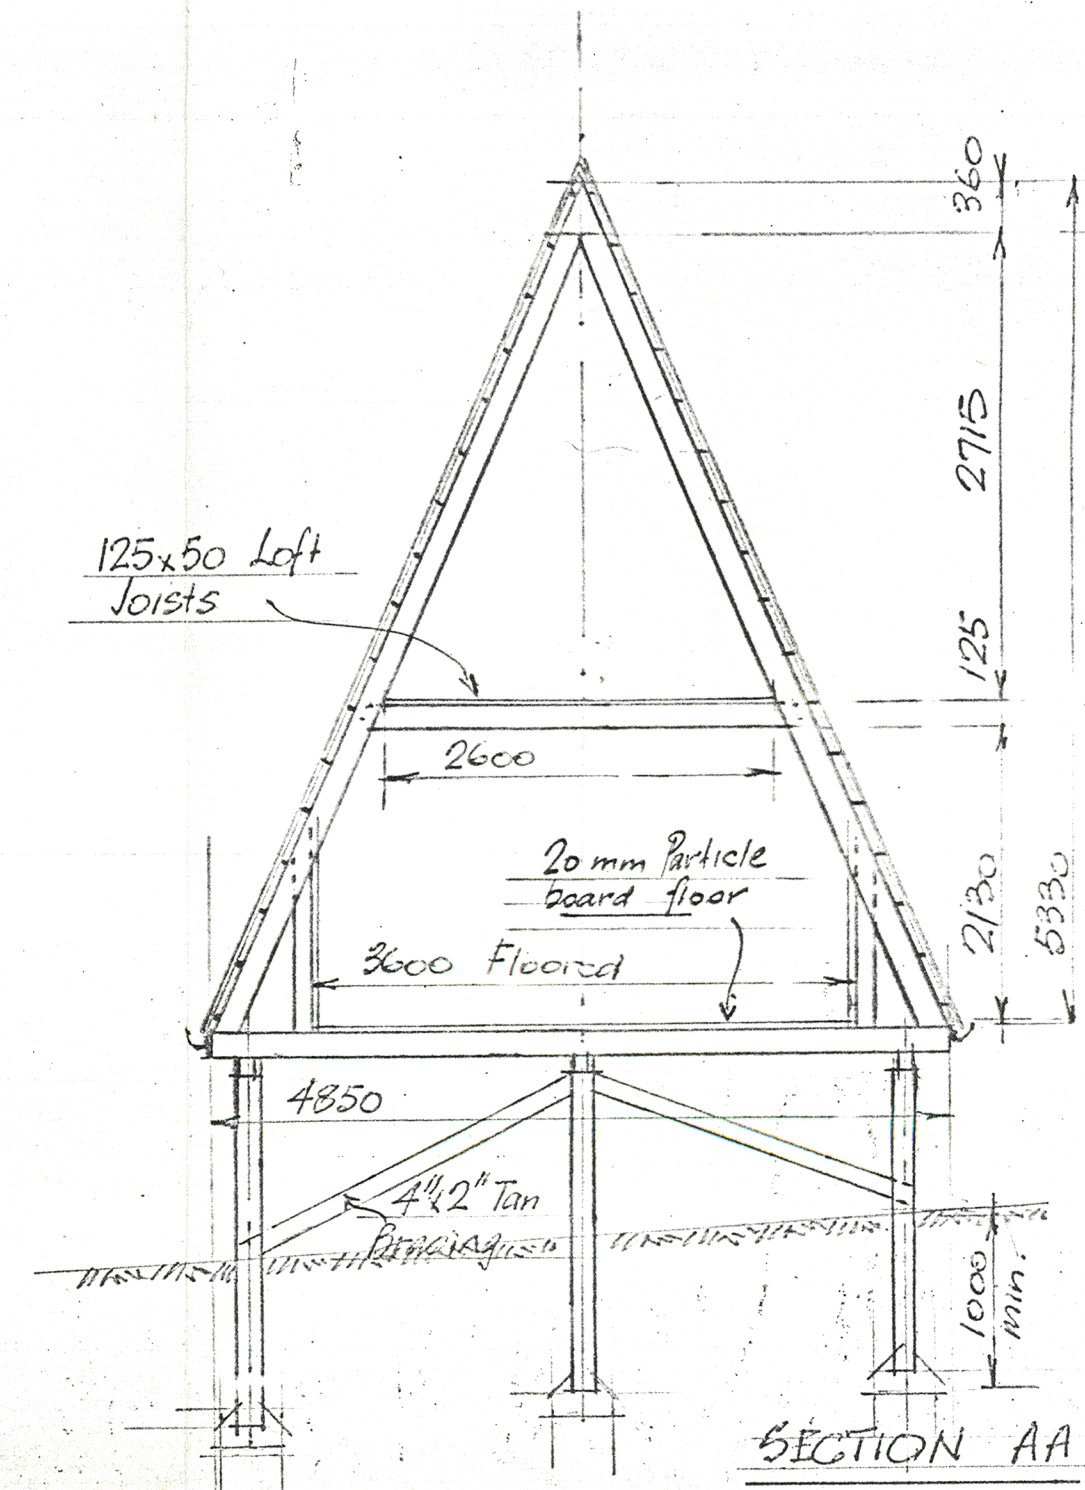 360
2715
125x50 Loft
Joists
125
2600
20 mm Particle
board floor
2130
5330
3600 Floored
4850
4"x2" Tan
Bracing
1000
min.
SECTION AA